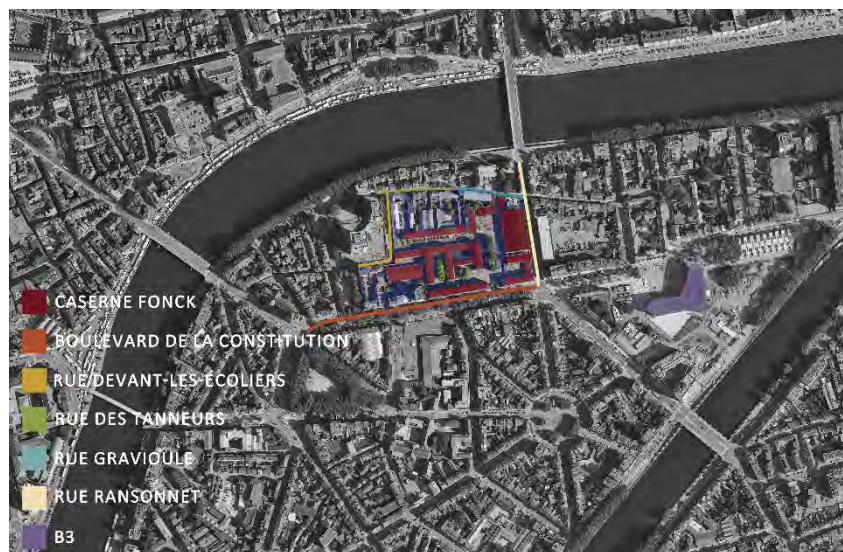 CASERNE FONCK
BOULEVARD DE LA CONSTITUTION
RUE DEVANT-LES-ÉCOLIERS
RUE DES TANNEURS
RUE GRAVIOULE
RUE RANSONNET
B3